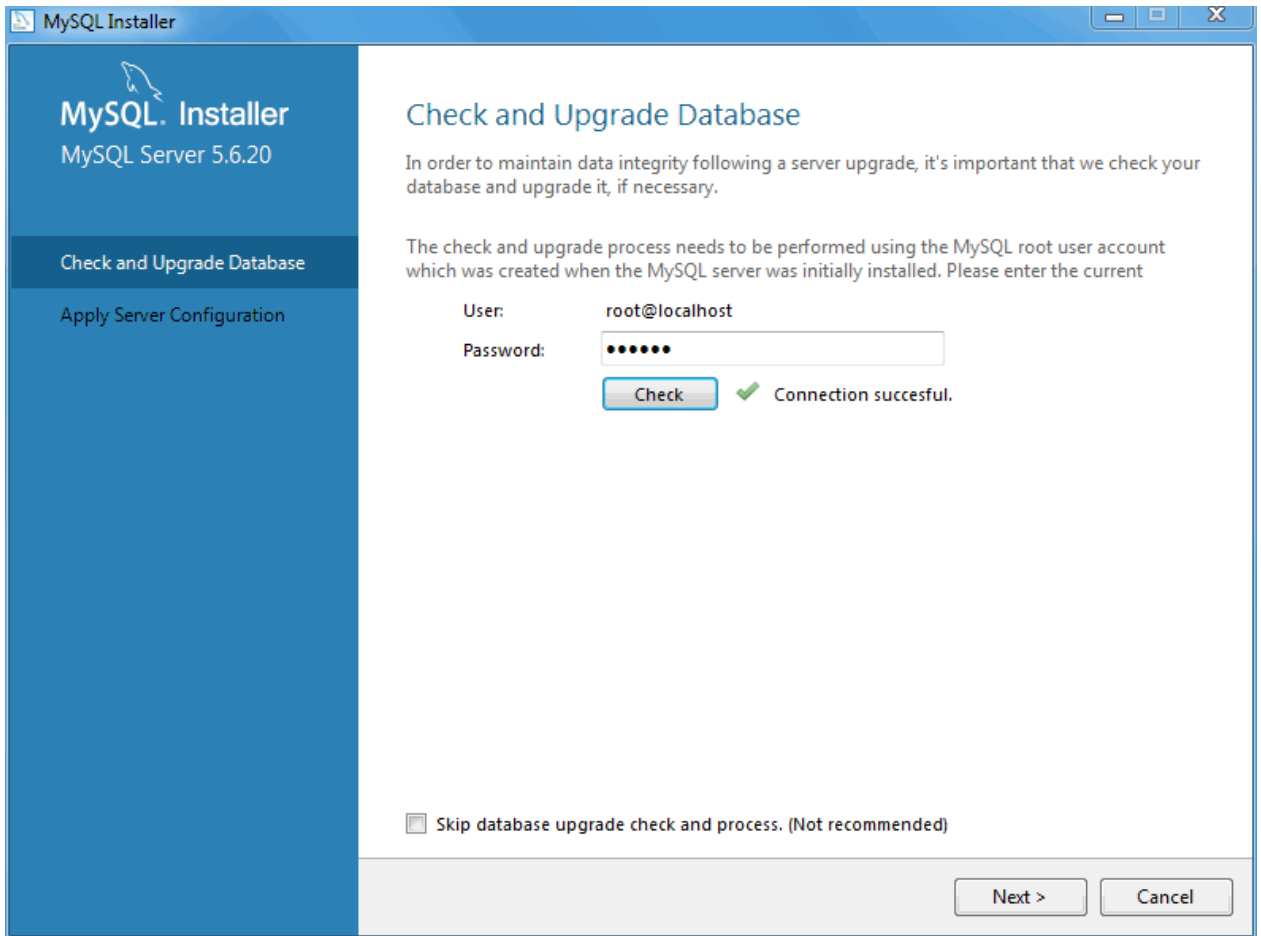 MySQL Installer
MySQL. Installer
MySQL Server 5.6.20
Check and Upgrade Database
Apply Server Configuration
Check and Upgrade Database
In order to maintain data integrity following a server upgrade, it's important that we check your
database and upgrade it, if necessary.
The check and upgrade process needs to be performed using the MySQL root user account
which was created when the MySQL server was initially installed. Please enter the current
User: root@localhost
Password: ●●●●●●
Check Connection succesful.
Skip database upgrade check and process. (Not recommended)
Next > Cancel